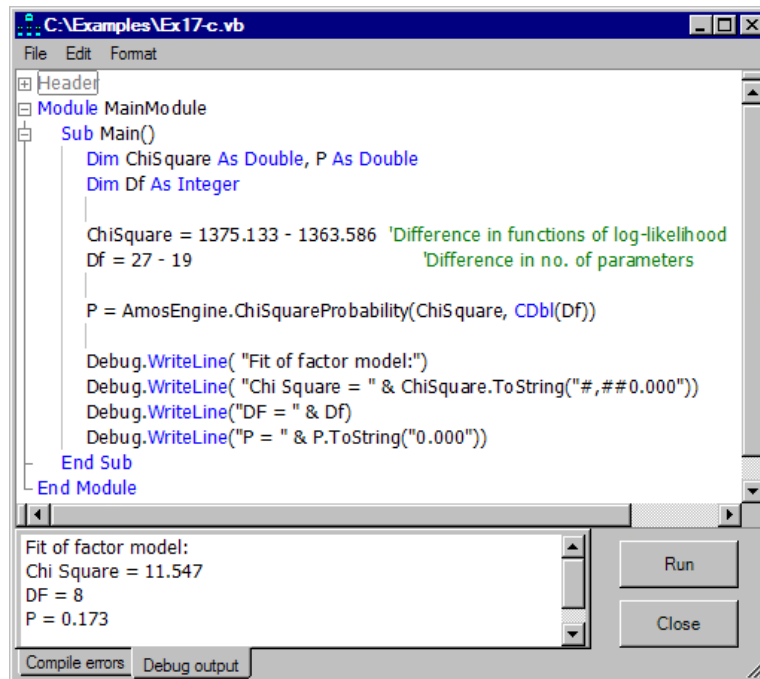 C:\Examples\Ex17-c.vb
File Edit Format
Header
Module MainModule
Sub Main()
Dim ChiSquare As Double, P As Double
Dim Df As Integer
ChiSquare = 1375.133 - 1363.586 'Difference in functions of log-likelihood
Df = 27 - 19 'Difference in no. of parameters
P = AmosEngine.ChiSquareProbability(ChiSquare, CDbl(Df))
Debug.WriteLine( "Fit of factor model:")
Debug.WriteLine( "Chi Square = " & ChiSquare.ToString("#,##0.000"))
Debug.WriteLine("DF = " & Df)
Debug.WriteLine("P = " & P.ToString("0.000"))
End Sub
End Module
Fit of factor model:
Chi Square = 11.547
DF = 8
P = 0.173
Run
Close
Compile errors Debug output